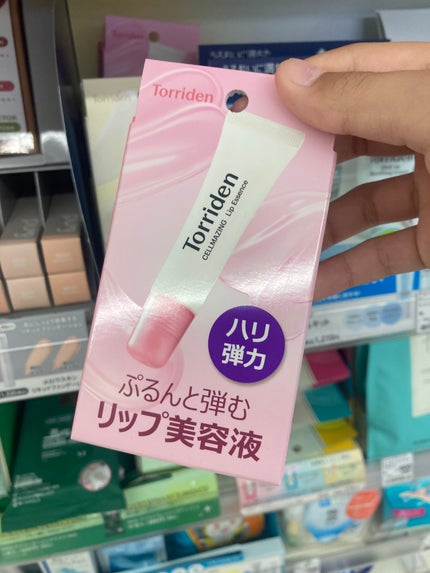 Torriden
Torriden
CELLMAZING Lip Essence
ハリ
弾力
ぷるんと弾む
リップ美容液